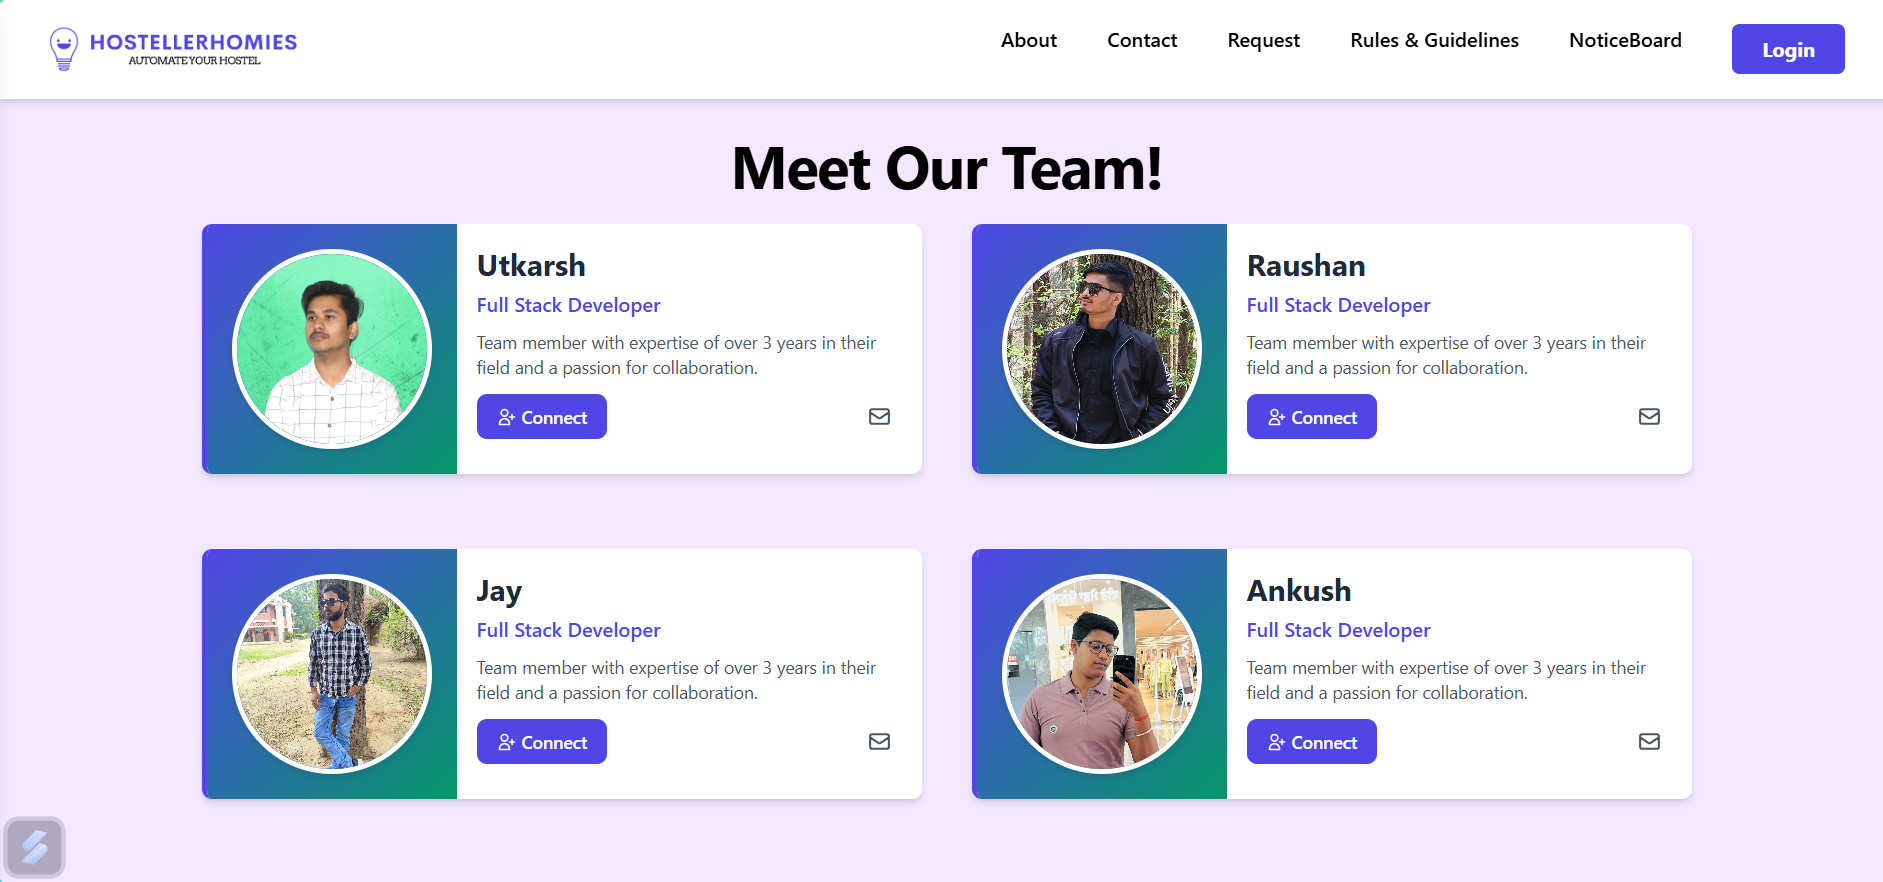 HOSTELLERHOMIES
AUTOMATE YOUR HOSTEL
About
Contact
Request
Rules & Guidelines
NoticeBoard
Login
Meet Our Team!
Utkarsh
Full Stack Developer
Team member with expertise of over 3 years in their
field and a passion for collaboration.
Connect
Raushan
Full Stack Developer
Team member with expertise of over 3 years in their
field and a passion for collaboration.
Connect
Jay
Full Stack Developer
Team member with expertise of over 3 years in their
field and a passion for collaboration.
Connect
Ankush
Full Stack Developer
Team member with expertise of over 3 years in their
field and a passion for collaboration.
Connect